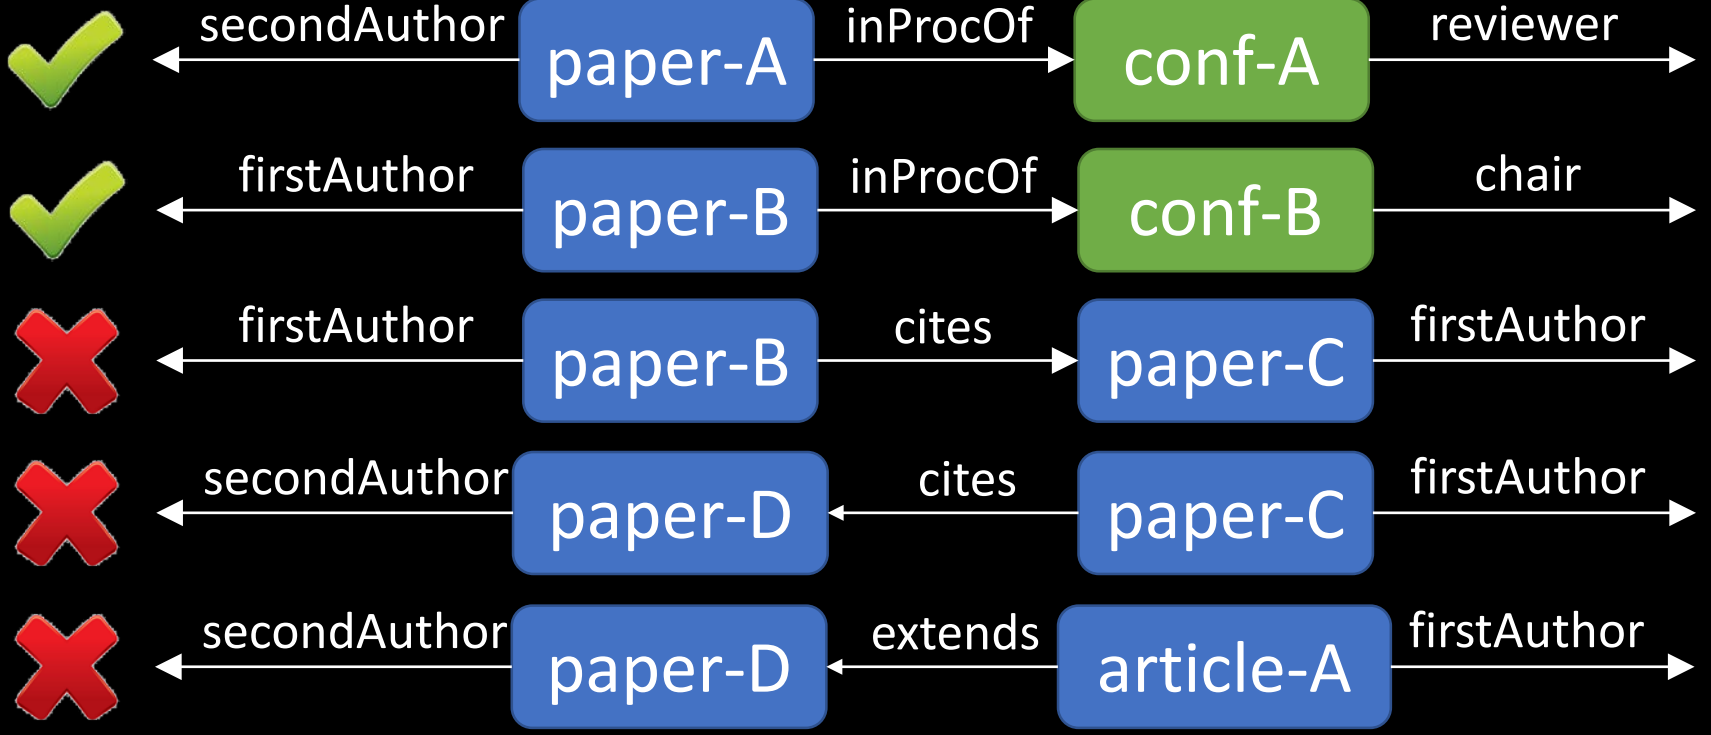 secondAuthor paper-A inProcOf conf-A reviewer
firstAuthor paper-B inProcOf conf-B chair
firstAuthor paper-B cites paper-C firstAuthor
secondAuthor paper-D cites paper-C firstAuthor
secondAuthor paper-D extends article-A firstAuthor